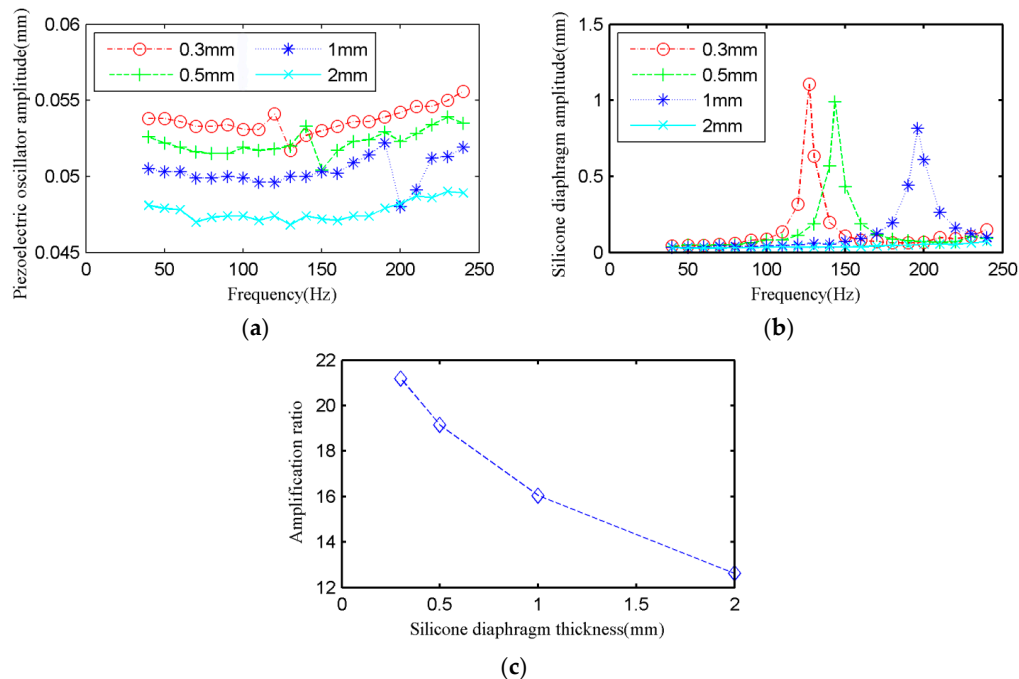 Piezoelectric oscillator amplitude(mm)
0.06
0.055
0.05
0.045
0.3mm
0.5mm
1mm
2mm
0 50 100 150 200 250
Frequency(Hz)
(a)
Silicone diaphragm amplitude(mm)
1.5
1
0.5
0
0.3mm
0.5mm
1mm
2mm
0 50 100 150 200 250
Frequency(Hz)
(b)
Amplification ratio
22
20
18
16
14
12
0 0.5 1 1.5 2
Silicone diaphragm thickness(mm)
(c)